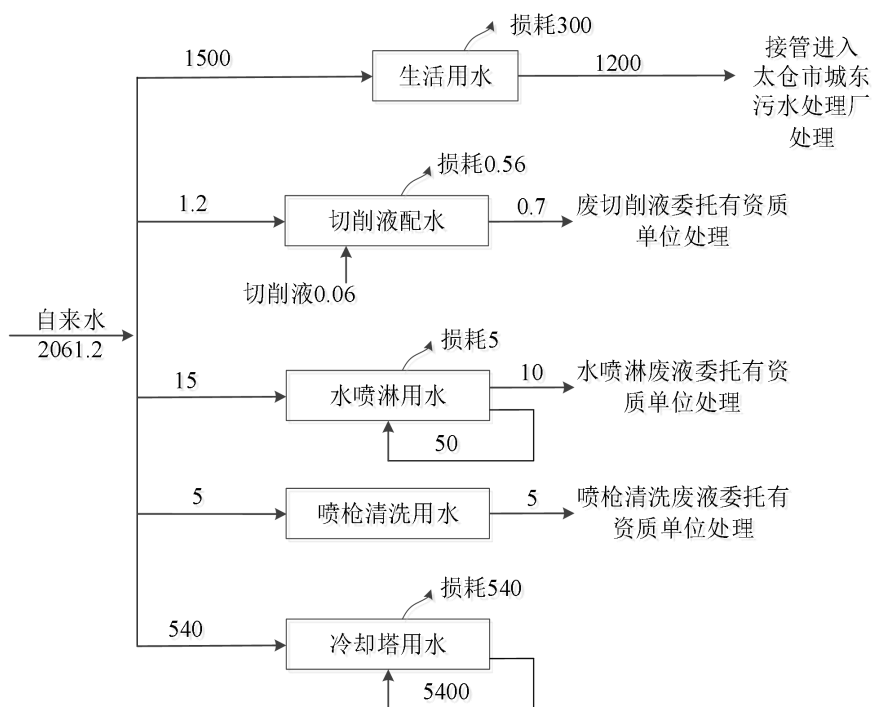 损耗300
1500
生活用水
1200
接管进入
太仓市城东
污水处理厂
处理
损耗0.56
1.2
切削液配水
0.7
废切削液委托有资质
单位处理
切削液0.06
自来水
2061.2
损耗5
15
水喷淋用水
10
水喷淋废液委托有资
质单位处理
50
5
喷枪清洗用水
5
喷枪清洗废液委托有
资质单位处理
损耗540
540
冷却塔用水
5400